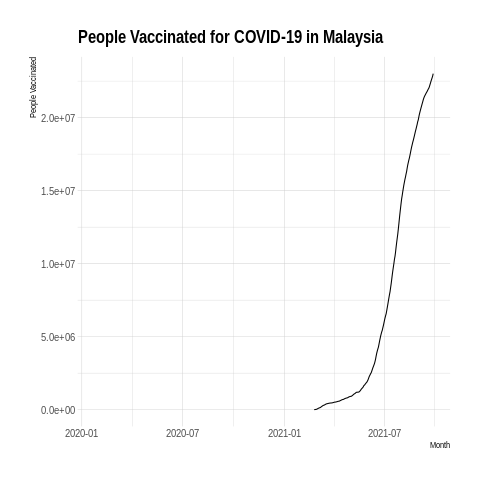 People Vaccinated for COVID-19 in Malaysia
People Vaccinated
2.0e+07
1.5e+07
1.0e+07
5.0e+06
0.0e+00
2020-01 2020-07 2021-01 2021-07
Month